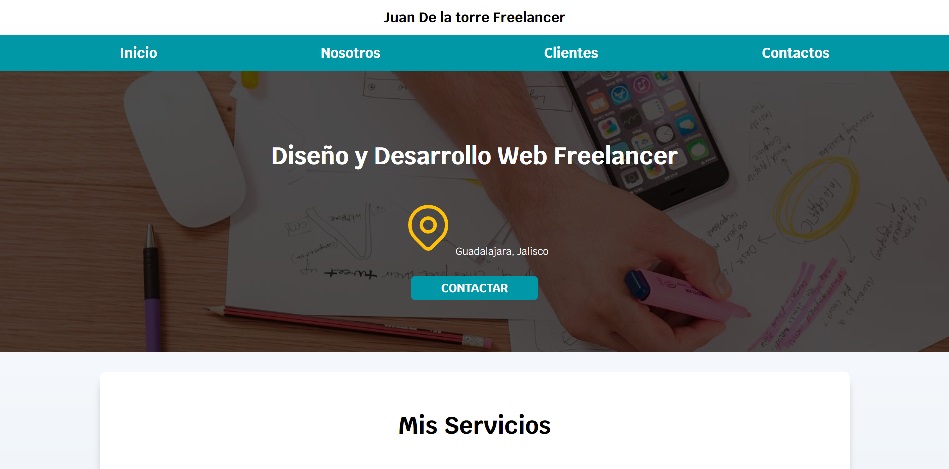 Juan De la torre Freelancer
Inicio Nosotros Clientes Contactos
Diseño y Desarrollo Web Freelancer
Guadalajara, Jalisco
CONTACTAR
Mis Servicios